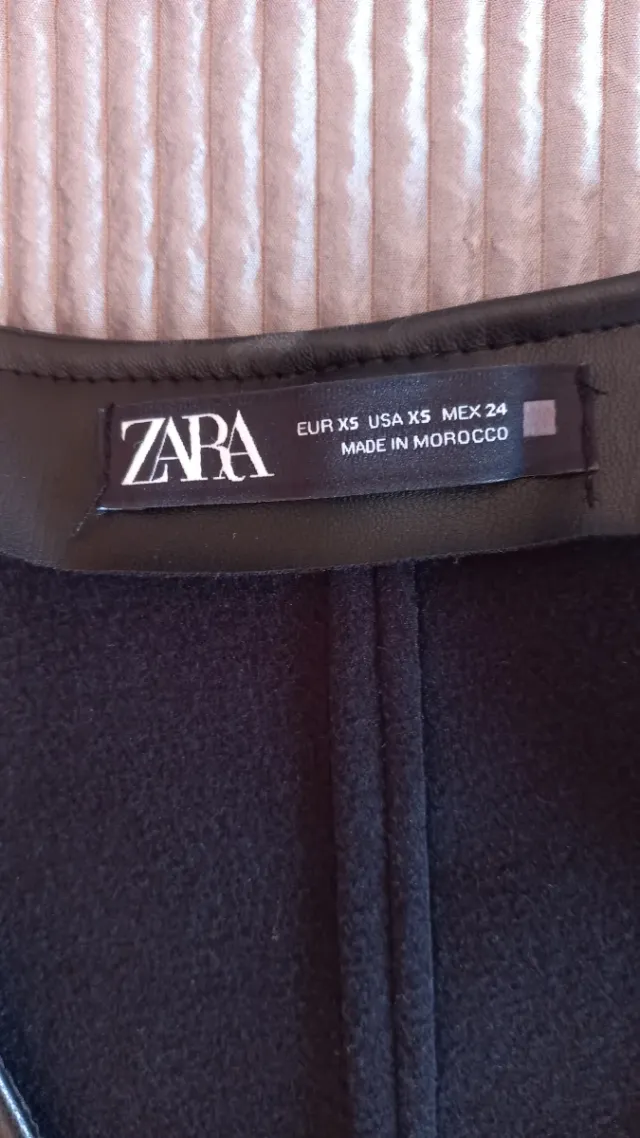 ZARA
EUR XS USA XS MEX 24
MADE IN MOROCCO